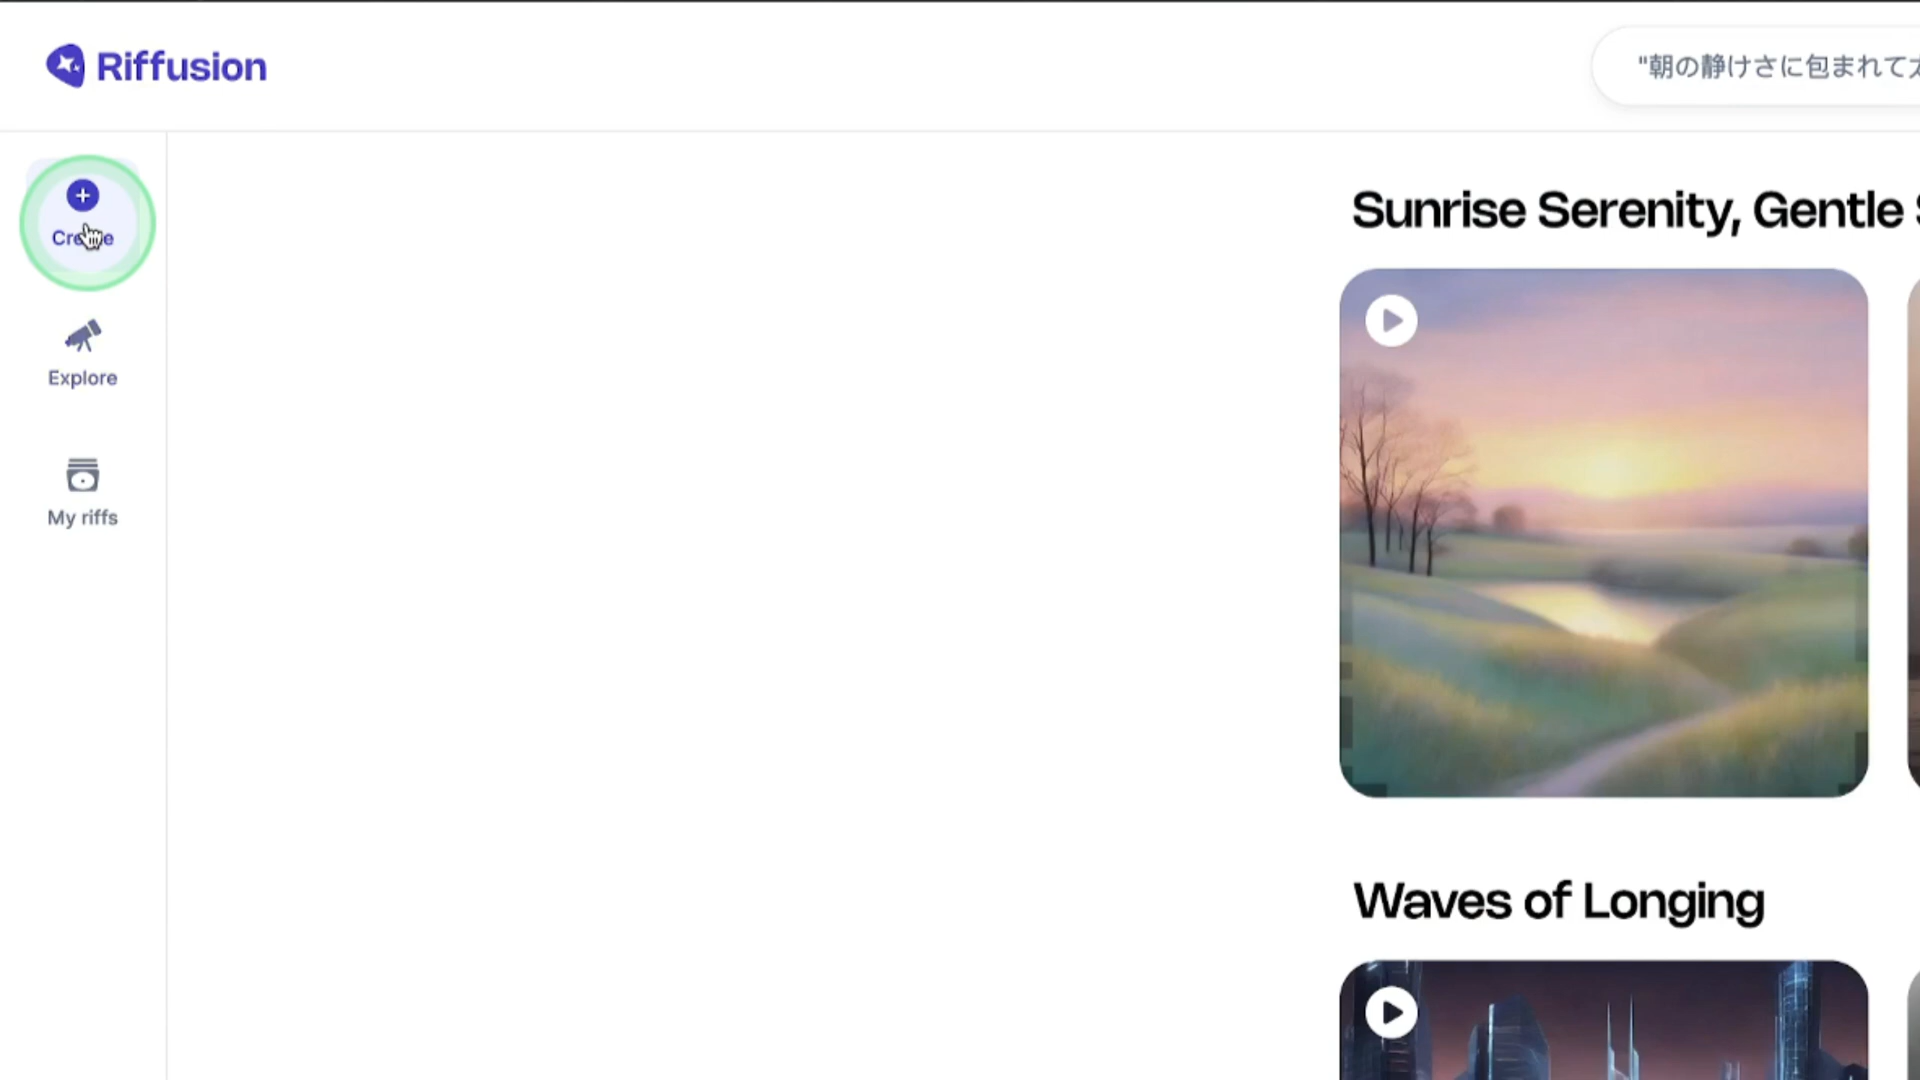 Riffusion
"朝の静けさに包まれて
Create
Explore
My riffs
Sunrise Serenity, Gentle
Waves of Longing